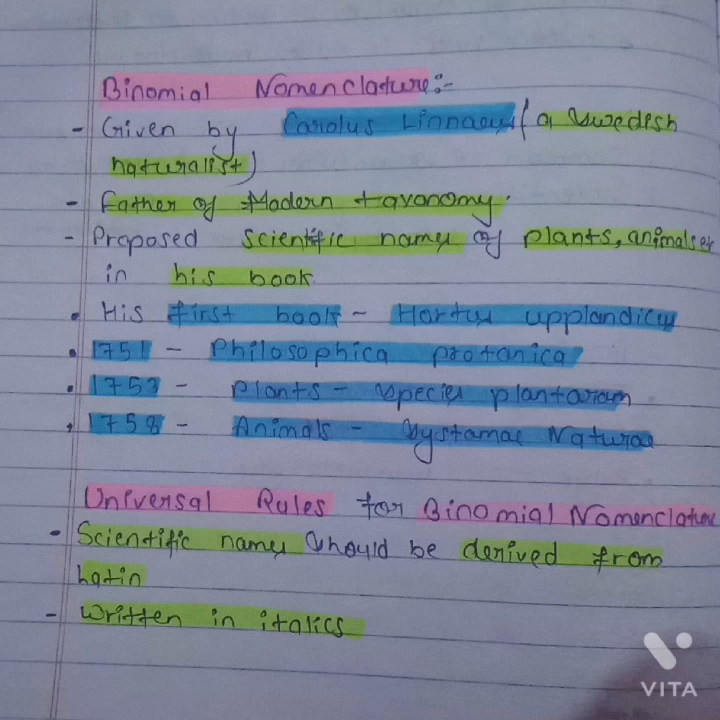 Binomial Nomenclature:-
- Given by Carolus Linnaeus (a Swedish
naturalist)
- Father of Modern taxonomy.
- Proposed scientific names of plants, animals et
in his book
• His first book - Hortus upplandicus
• 1751 - Philosophica protanica
• 1753 - Plants - Species plantaram
• 1758 - Animals - Systamae Naturae
Universal Rules for Binomial Nomenclature
- Scientific names Should be derived from
Latin
- Written in italics
VITA